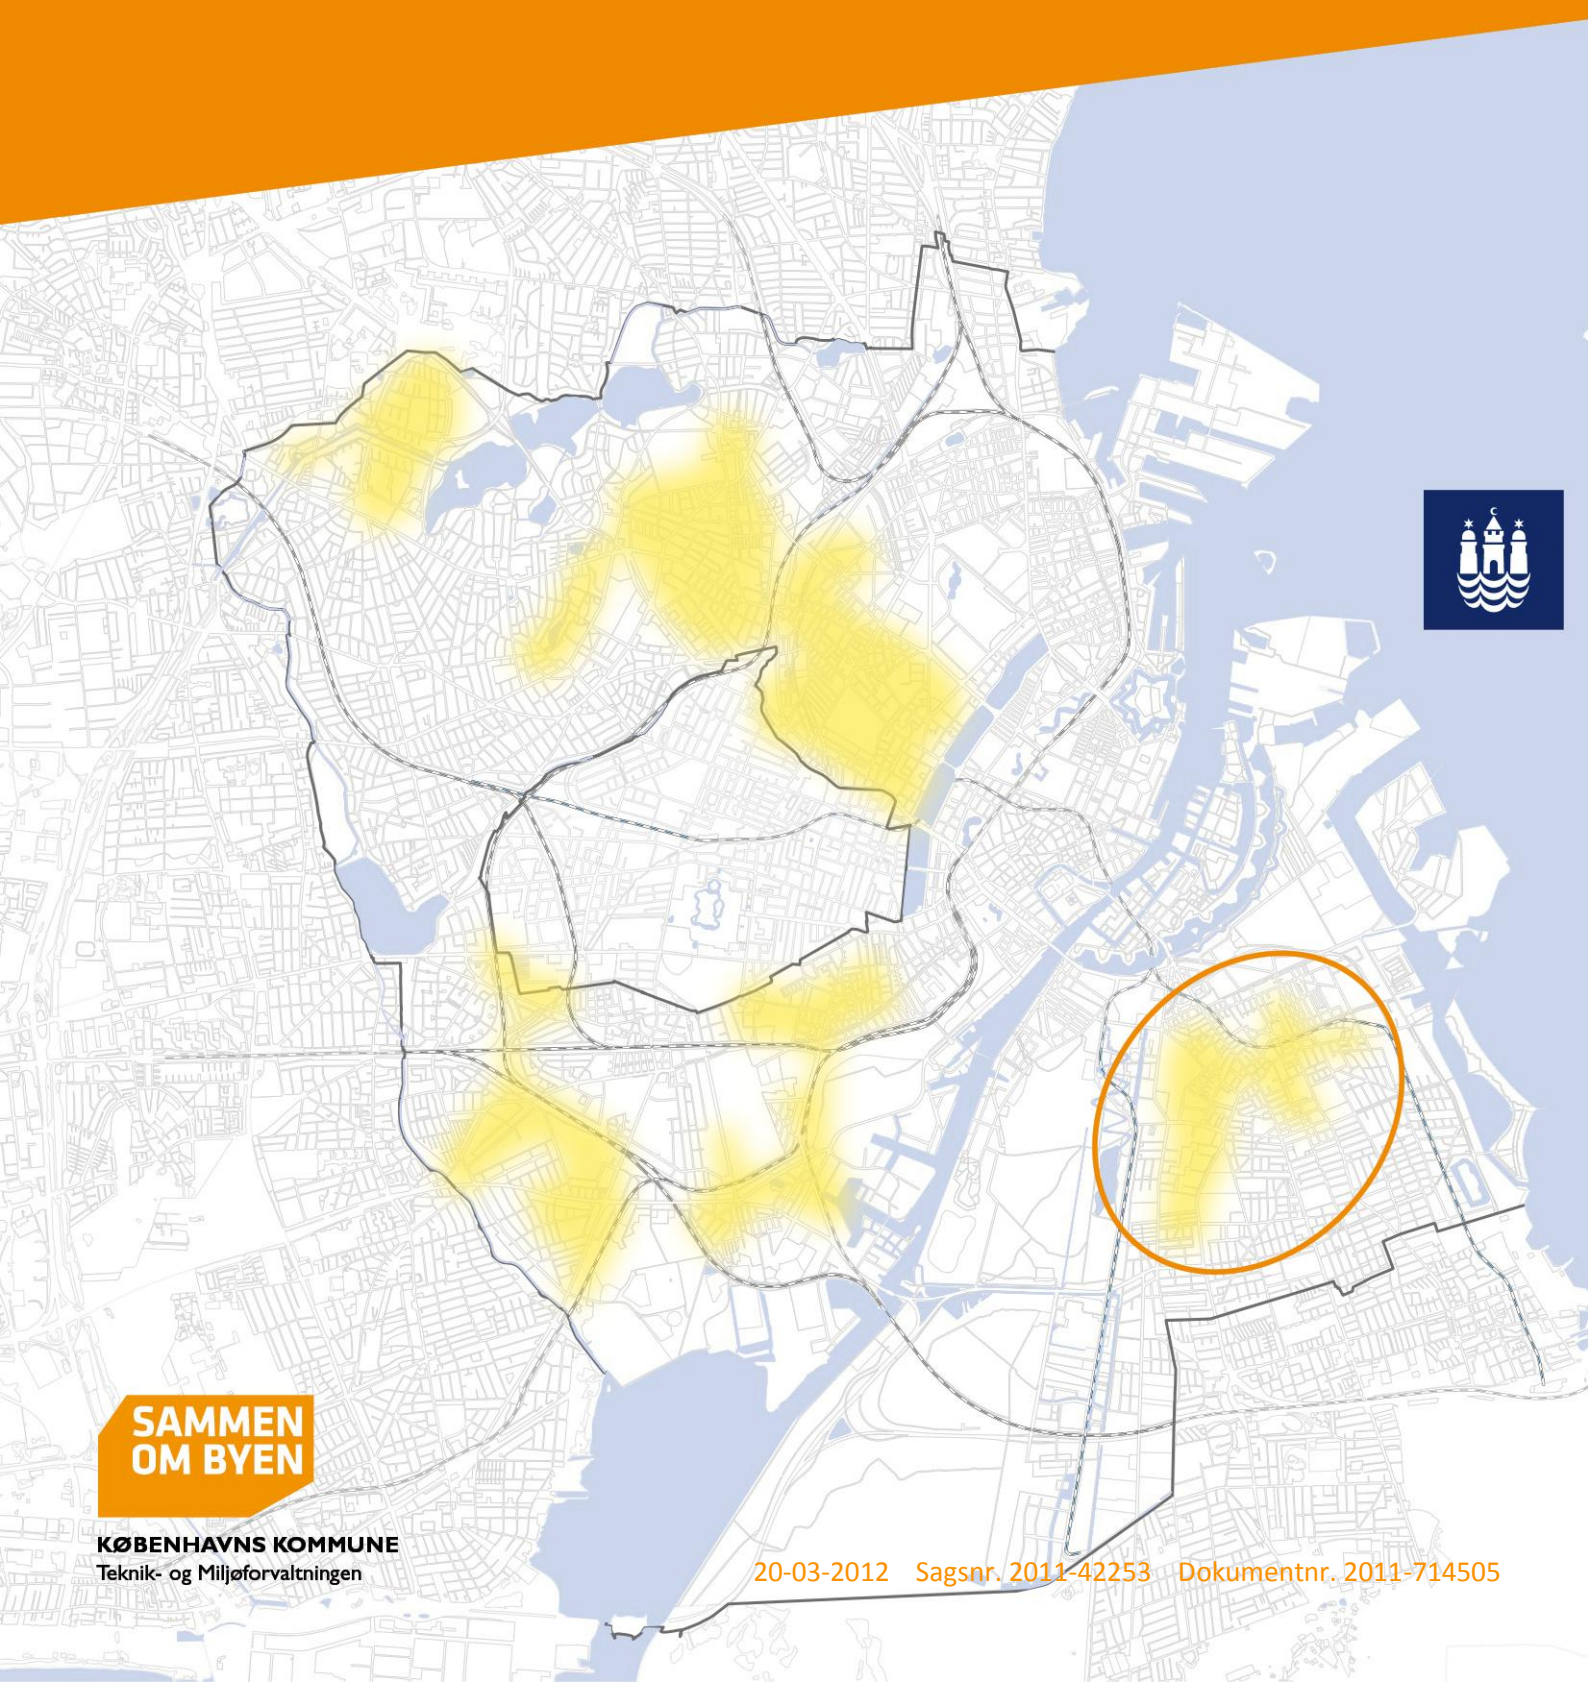 SAMMEN
OM BYEN
KØBENHAVNS KOMMUNE
Teknik- og Miljøforvaltningen
20-03-2012 Sagsnr. 2011-42253 Dokumentnr. 2011-714505